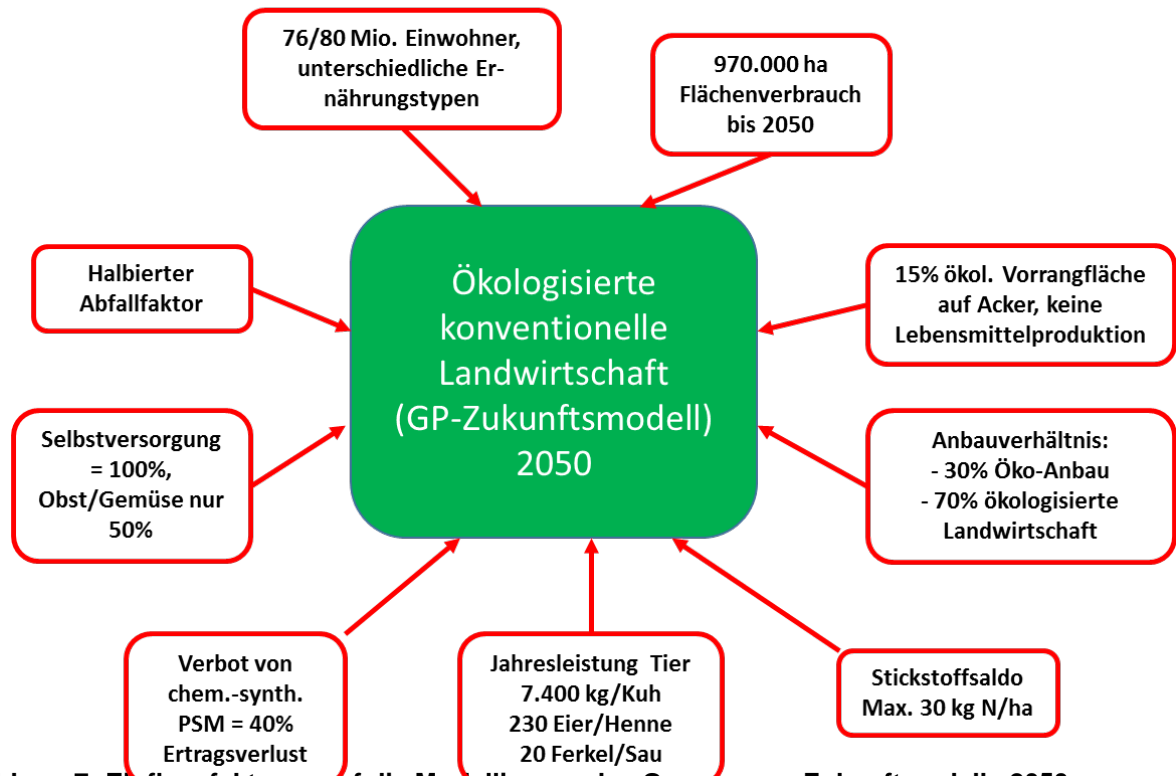 76/80 Mio. Einwohner,
unterschiedliche Er-
nährungstypen
970.000 ha
Flächenverbrauch
bis 2050
Halbierter
Abfallfaktor
Ökologisierte
konventionelle
Landwirtschaft
(GP-Zukunftsmodell)
2050
15% ökol. Vorrangfläche
auf Acker, keine
Lebensmittelproduktion
Selbstversorgung
= 100%,
Obst/Gemüse nur
50%
Anbauverhältnis:
- 30% Öko-Anbau
- 70% ökologisierte
Landwirtschaft
Verbot von
chem.-synth.
PSM = 40%
Ertragsverlust
Jahresleistung Tier
7.400 kg/Kuh
230 Eier/Henne
20 Ferkel/Sau
Stickstoffsaldo
Max. 30 kg N/ha